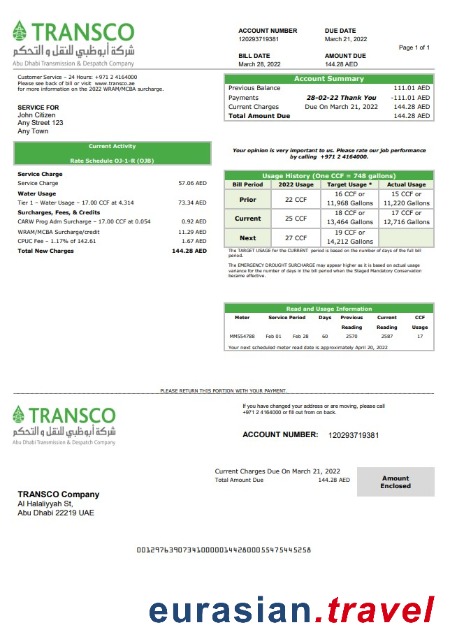 TRANSCO
شركة أبوظبي للنقل و التحكم
Abu Dhabi Transmission & Despatch Company
ACCOUNT NUMBER
120293719381
DUE DATE
March 21, 2022
Page 1 of 1
BILL DATE
March 28, 2022
AMOUNT DUE
144.28 AED
Customer Service – 24 Hours: +971 2 4164000
Please see back of bill or visit www.transco.ae
for more information on the 2022 WRAM/MCBA surcharge.
SERVICE FOR
John Citizen
Any Street 123
Any Town
Account Summary
Previous Balance 111.01 AED
Payments 28-02-22 Thank You -111.01 AED
Current Charges Due On March 21, 2022 144.28 AED
Total Amount Due 144.28 AED
Current Activity
Rate Schedule O3-1-R (O3B)
Service Charge
Service Charge 57.06 AED
Water Usage
Tier 1 – Water Usage – 17.00 CCF at 4.314 73.34 AED
Surcharges, Fees, & Credits
CARW Prog Adm Surcharge – 17.00 CCF at 0.054 0.92 AED
WRAM/MCBA Surcharge/credit 11.29 AED
CPUC Fee – 1.17% of 142.61 1.67 AED
Total New Charges 144.28 AED
Your opinion is very important to us. Please rate our job performance
by calling +971 2 4164000.
Usage History (One CCF = 748 gallons)
Bill Period 2022 Usage Target Usage * Actual Usage
Prior 22 CCF 16 CCF or 11,968 Gallons 15 CCF or 11,220 Gallons
Current 25 CCF 18 CCF or 13,464 Gallons 17 CCF or 12,716 Gallons
Next 27 CCF 19 CCF or 14,212 Gallons
The TARGET USAGE for the CURRENT period is based on number of days of the full bill
period.
The EMERGENCY DROUGHT SURCHARGE may appear higher as it is based on actual usage
variance for the number of days in the bill period when the Staged Mandatory Conservation
became effective.
Read and Usage Information
Meter Service Period Days Previous Reading Current Reading CCF Usage
MM554788 Feb 01 Feb 28 60 2570 2587 17
Your next scheduled meter read date is approximately April 20, 2022
PLEASE RETURN THIS PORTION WITH YOUR PAYMENT.
TRANSCO
شركة أبوظبي للنقل و التحكم
Abu Dhabi Transmission & Despatch Company
If you have changed your address or are moving, please call
+971 2 4164000 or fill out from on back.
ACCOUNT NUMBER: 120293719381
Current Charges Due On March 21, 2022
Total Amount Due 144.28 AED
Amount
Enclosed
TRANSCO Company
Al Halaliyyah St,
Abu Dhabi 22219 UAE
eurasian.travel